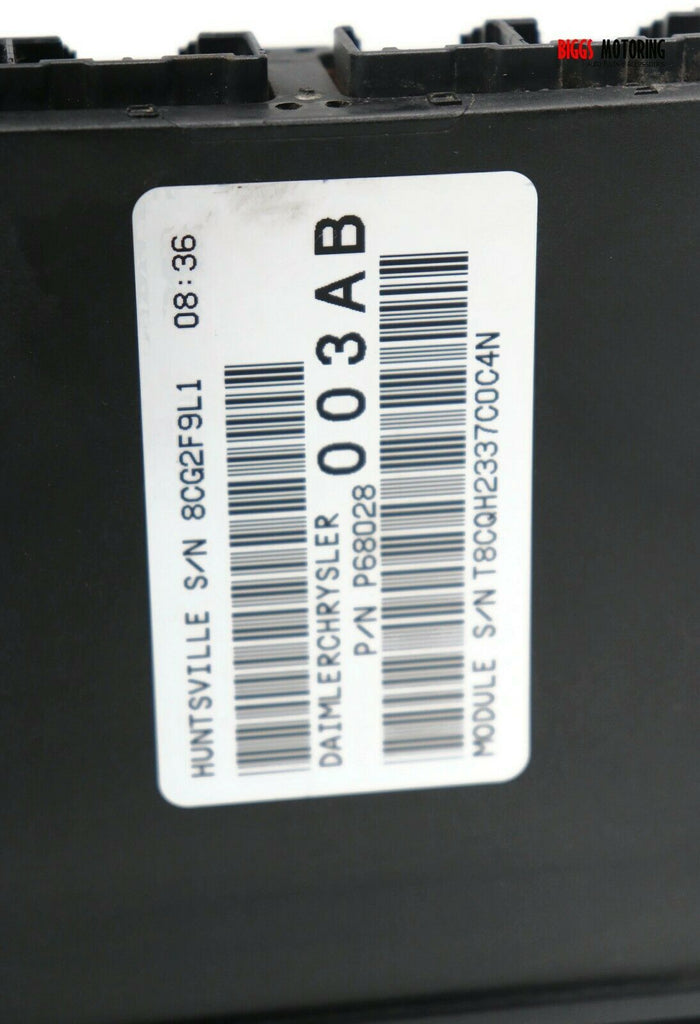 BIGGS MOTORING
HUNTSVILLE S/N 8CG2F9L1 08:36
DAIMLERCHRYSLER 003AB
P/N P68028
MODULE S/N T8CQH2337C0C4N